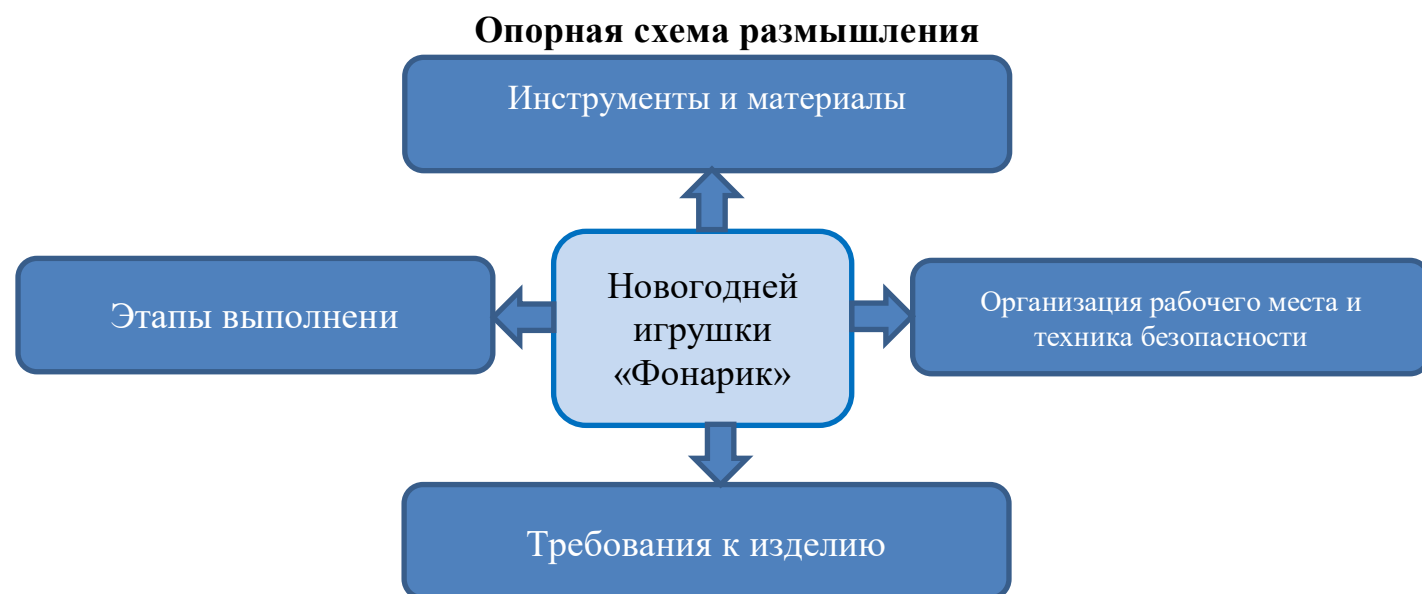 Опорная схема размышления
Инструменты и материалы
Этапы выполнени
Новогодней
игрушки
«Фонарик»
Организация рабочего места и
техника безопасности
Требования к изделию